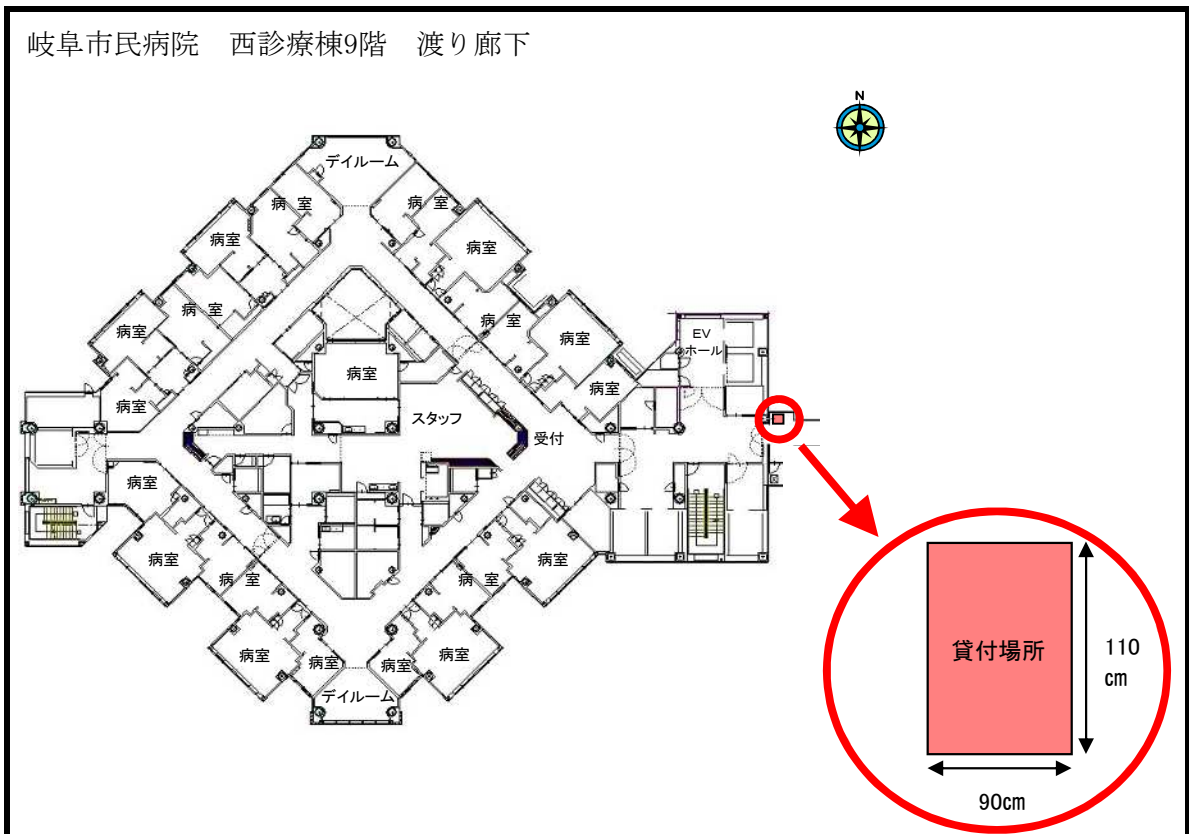 岐阜市民病院　西診療棟9階　渡り廊下
N
デイルーム
病　室
病　室
病室
病室
病　室
病室
病　室
病室
病室
病室
病室
EV
ホール
スタッフ
受付
病室
病室
病　室
病　室
病室
病室
病室
病室
病室
デイルーム
貸付場所
110
cm
90cm